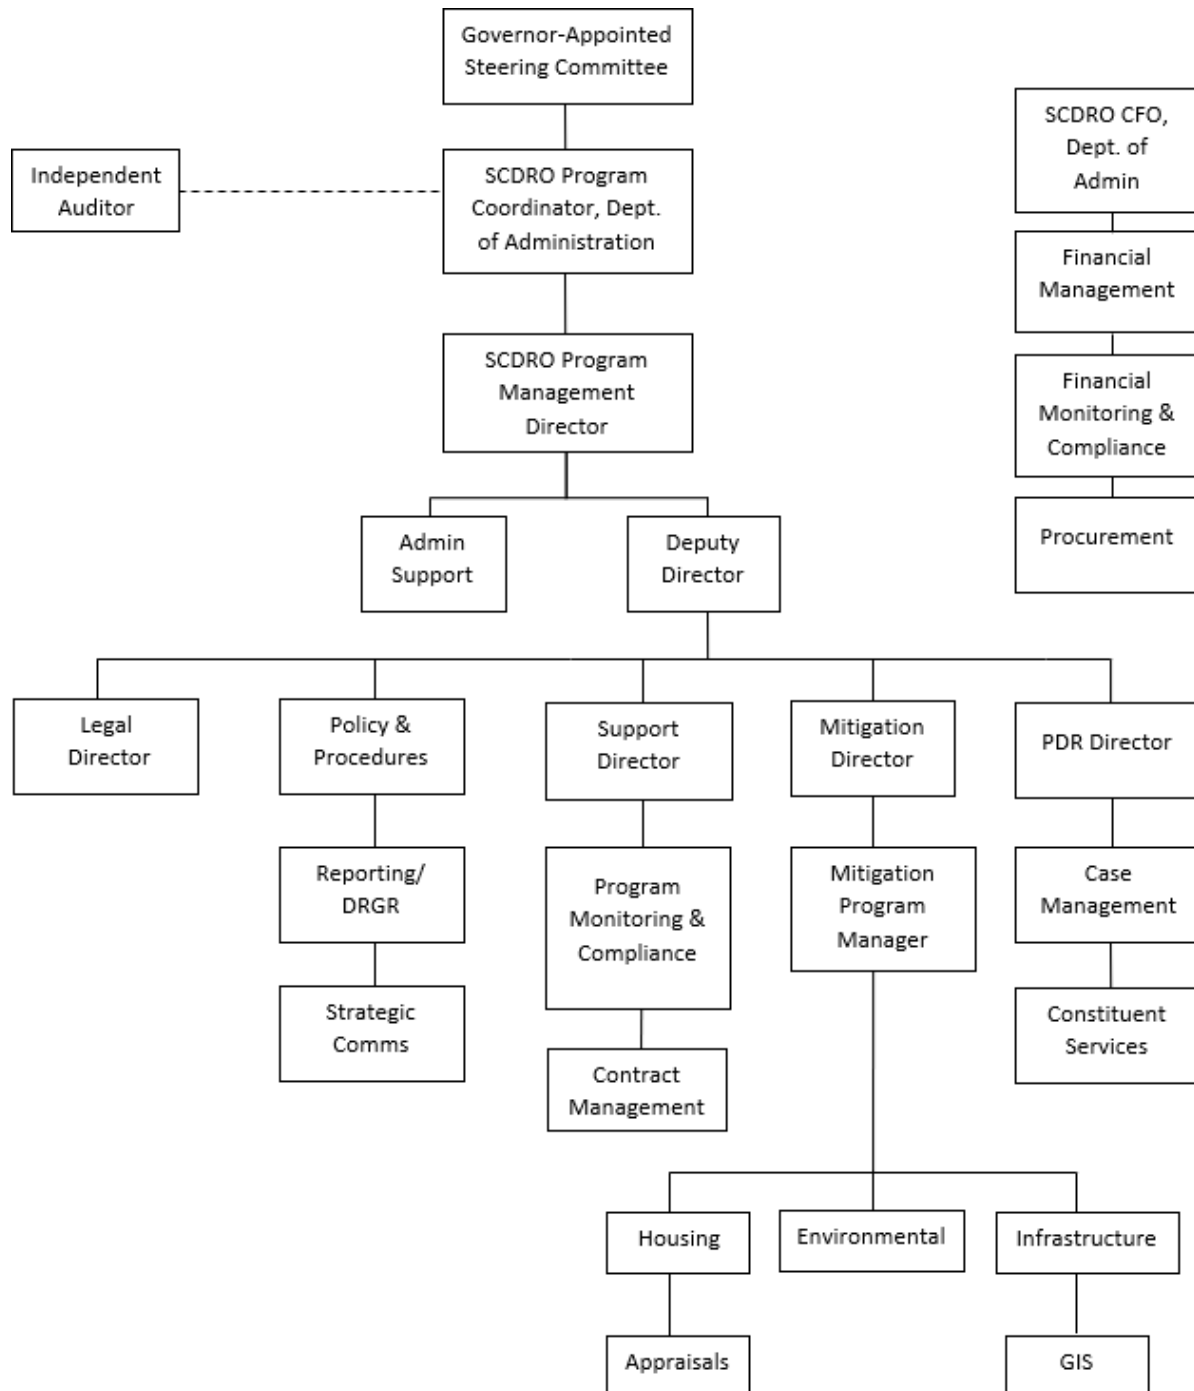 Governor-Appointed
Steering Committee
SCDRO CFO,
Dept. of
Admin
Independent
Auditor
SCDRO Program
Coordinator, Dept.
of Administration
Financial
Management
SCDRO Program
Management
Director
Financial
Monitoring &
Compliance
Admin
Support
Deputy
Director
Procurement
Legal
Director
Policy &
Procedures
Support
Director
Mitigation
Director
PDR Director
Reporting/
DRGR
Program
Monitoring &
Compliance
Mitigation
Program
Manager
Case
Management
Strategic
Comms
Contract
Management
Constituent
Services
Housing
Environmental
Infrastructure
Appraisals
GIS